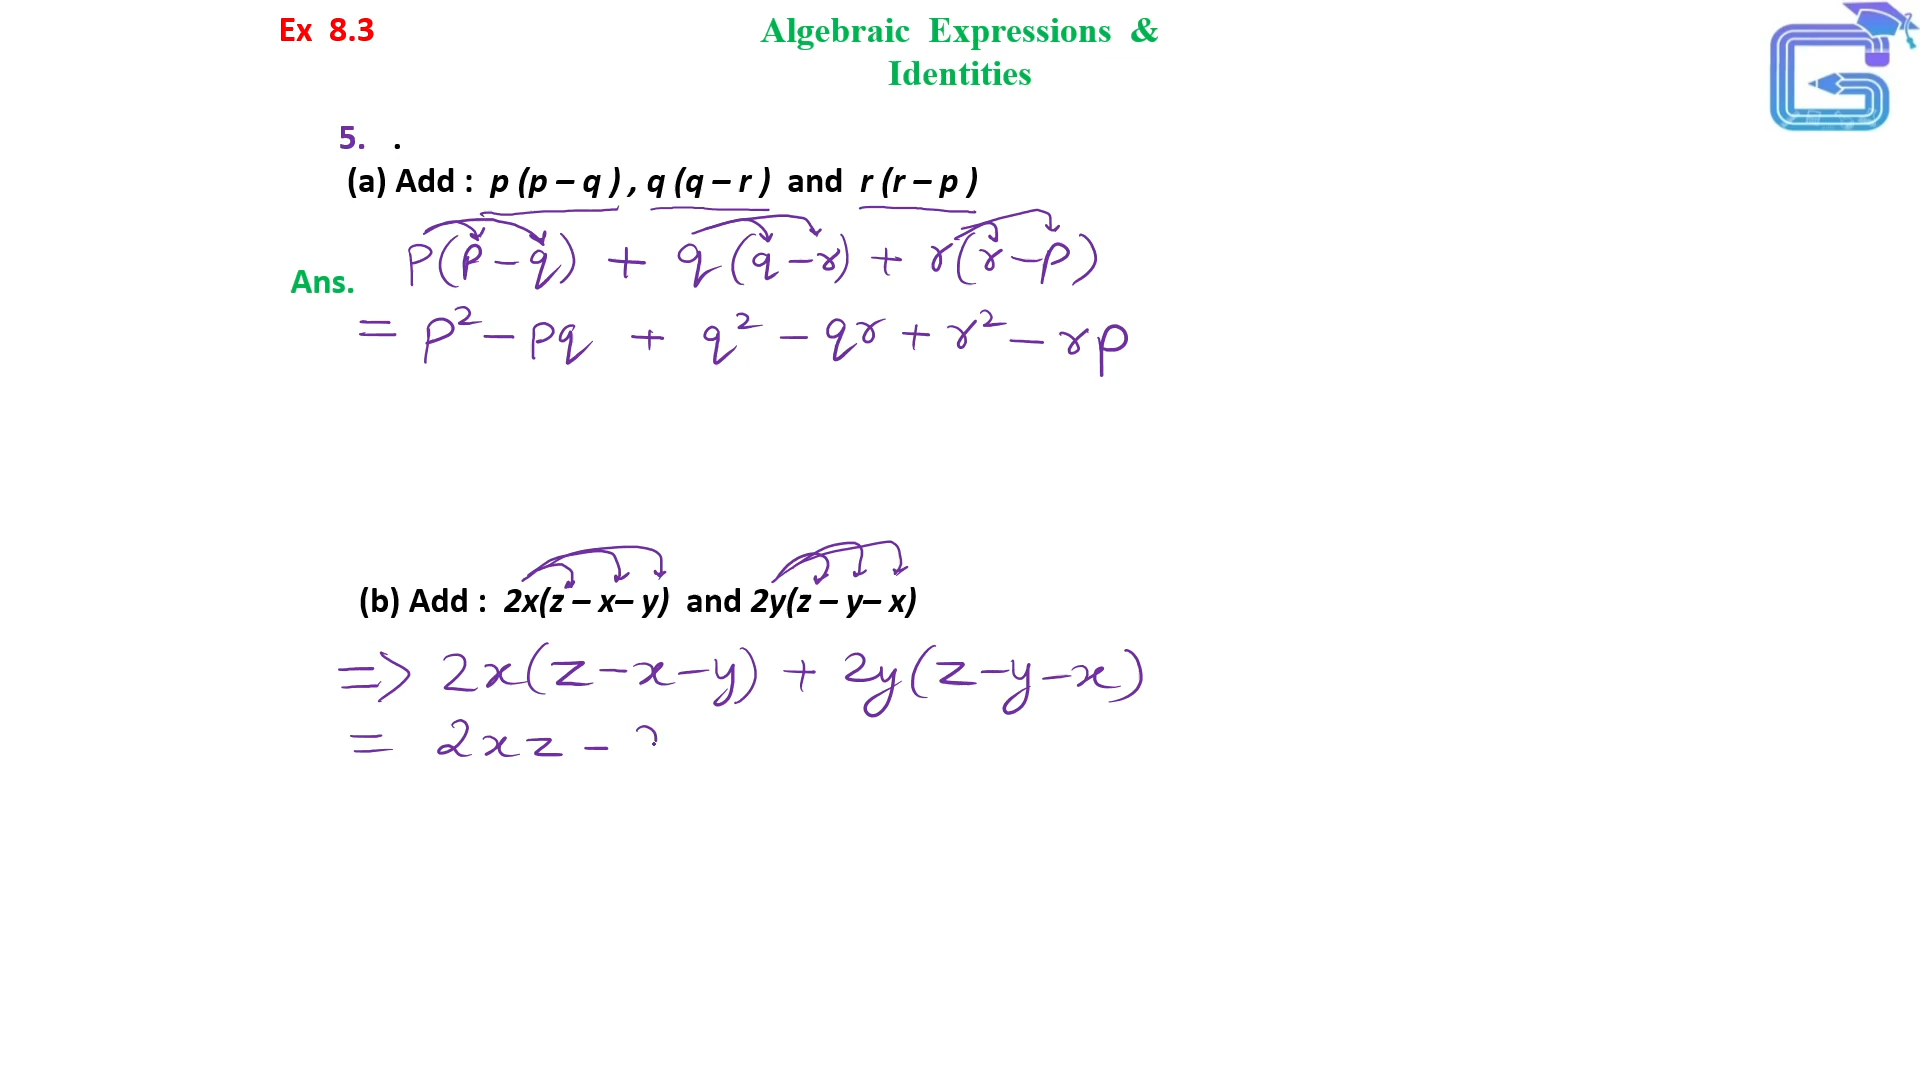 Ex 8.3
Algebraic Expressions &
Identities
5. .
(a) Add : p (p – q ) , q (q – r ) and r (r – p )
p(p-q) + q(q-r) + r(r-p)
Ans.
= p² - pq + q² - qr + r² - rp
(b) Add : 2x(z – x– y) and 2y(z – y– x)
=> 2x(z-x-y) + 2y(z-y-x)
= 2xz -